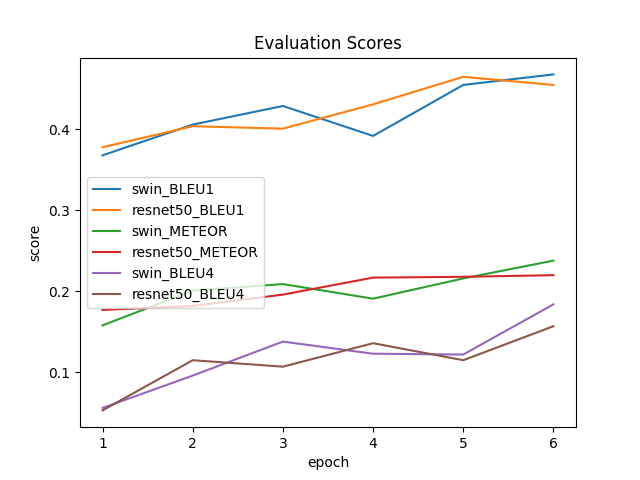 Evaluation Scores
score
0.4
0.3
0.2
0.1
swin_BLEU1
resnet50_BLEU1
swin_METEOR
resnet50_METEOR
swin_BLEU4
resnet50_BLEU4
1 2 3 4 5 6
epoch